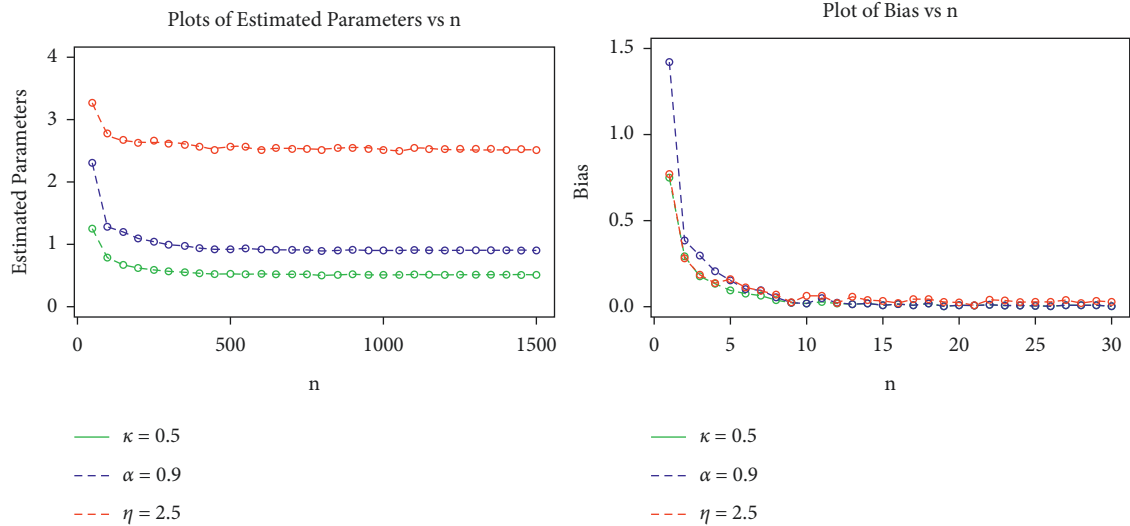 Plots of Estimated Parameters vs n
Estimated Parameters
4
3
2
1
0
0 500 1000 1500
n
κ = 0.5
α = 0.9
η = 2.5
Plot of Bias vs n
Bias
1.5
1.0
0.5
0.0
0 5 10 15 20 25 30
n
κ = 0.5
α = 0.9
η = 2.5